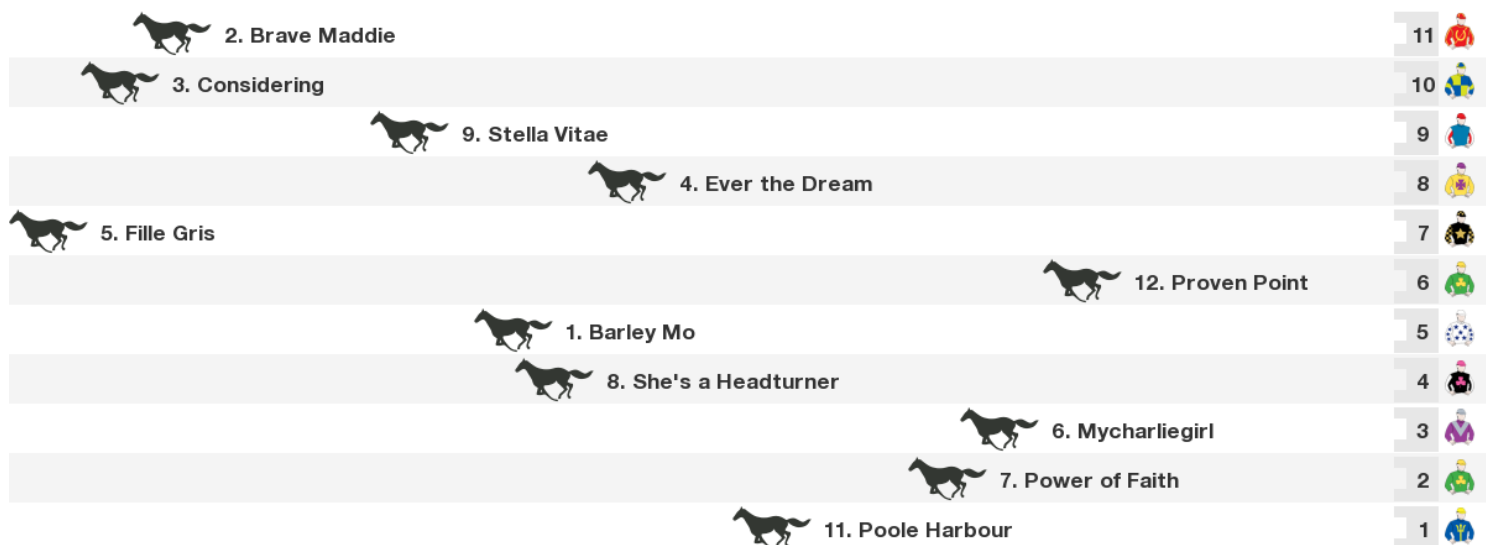 2. Brave Maddie 11
3. Considering 10
9. Stella Vitae 9
4. Ever the Dream 8
5. Fille Gris 7
12. Proven Point 6
1. Barley Mo 5
8. She's a Headturner 4
6. Mycharliegirl 3
7. Power of Faith 2
11. Poole Harbour 1